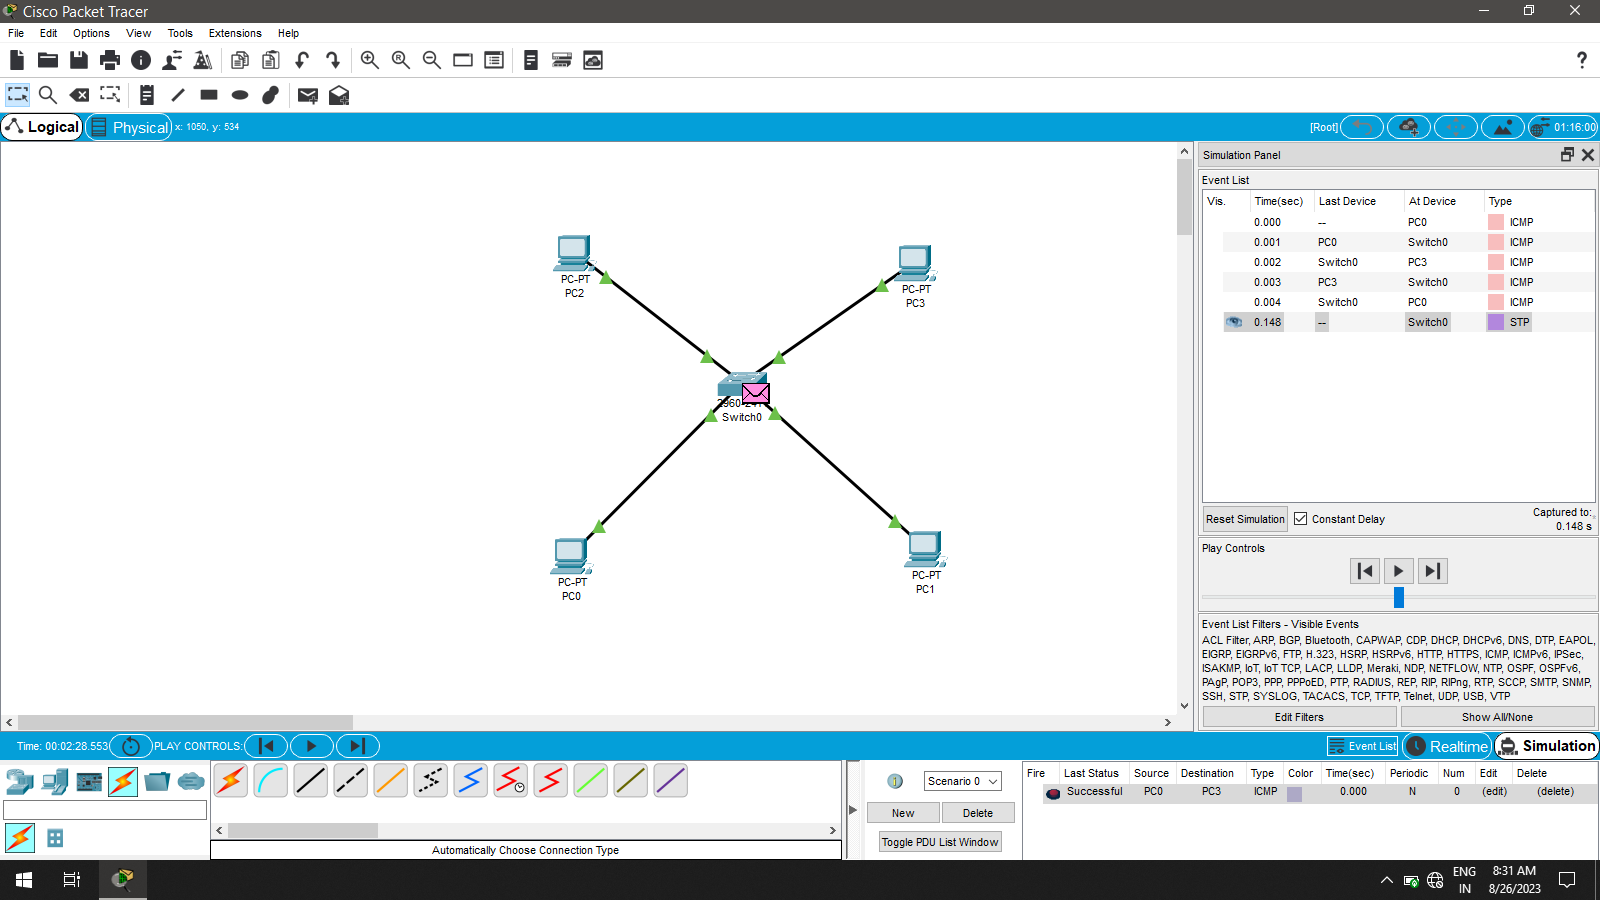 Cisco Packet Tracer
File Edit Options View Tools Extensions Help
?
Logical Physical x: 1050, y: 534 [Root] 01:16:00
Simulation Panel
Event List
Vis. Time(sec) Last Device At Device Type
0.000 -- PC0 ICMP
0.001 PC0 Switch0 ICMP
0.002 Switch0 PC3 ICMP
0.003 PC3 Switch0 ICMP
0.004 Switch0 PC0 ICMP
0.148 -- Switch0 STP
PC-PT
PC2
PC-PT
PC3
Switch0
PC-PT
PC0
PC-PT
PC1
Reset Simulation Constant Delay Captured to:
0.148 s
Play Controls
Event List Filters - Visible Events
ACL Filter, ARP, BGP, Bluetooth, CAPWAP, CDP, DHCP, DHCPv6, DNS, DTP, EAPOL,
EIGRP, EIGRPv6, FTP, H.323, HSRP, HSRPv6, HTTP, HTTPS, ICMP, ICMPv6, IPSec,
ISAKMP, IoT, IoT TCP, LACP, LLDP, Meraki, NDP, NETFLOW, NTP, OSPF, OSPFv6,
PAgP, POP3, PPP, PPPoED, PTP, RADIUS, REP, RIP, RIPng, RTP, SCCP, SMTP, SNMP,
SSH, STP, SYSLOG, TACACS, TCP, TFTP, Telnet, UDP, USB, VTP
Edit Filters Show All/None
Time: 00:02:28.553 PLAY CONTROLS: Event List Realtime Simulation
Scenario 0
New Delete
Toggle PDU List Window
Fire Last Status Source Destination Type Color Time(sec) Periodic Num Edit Delete
Successful PC0 PC3 ICMP 0.000 N 0 (edit) (delete)
Automatically Choose Connection Type
ENG
IN
8:31 AM
8/26/2023